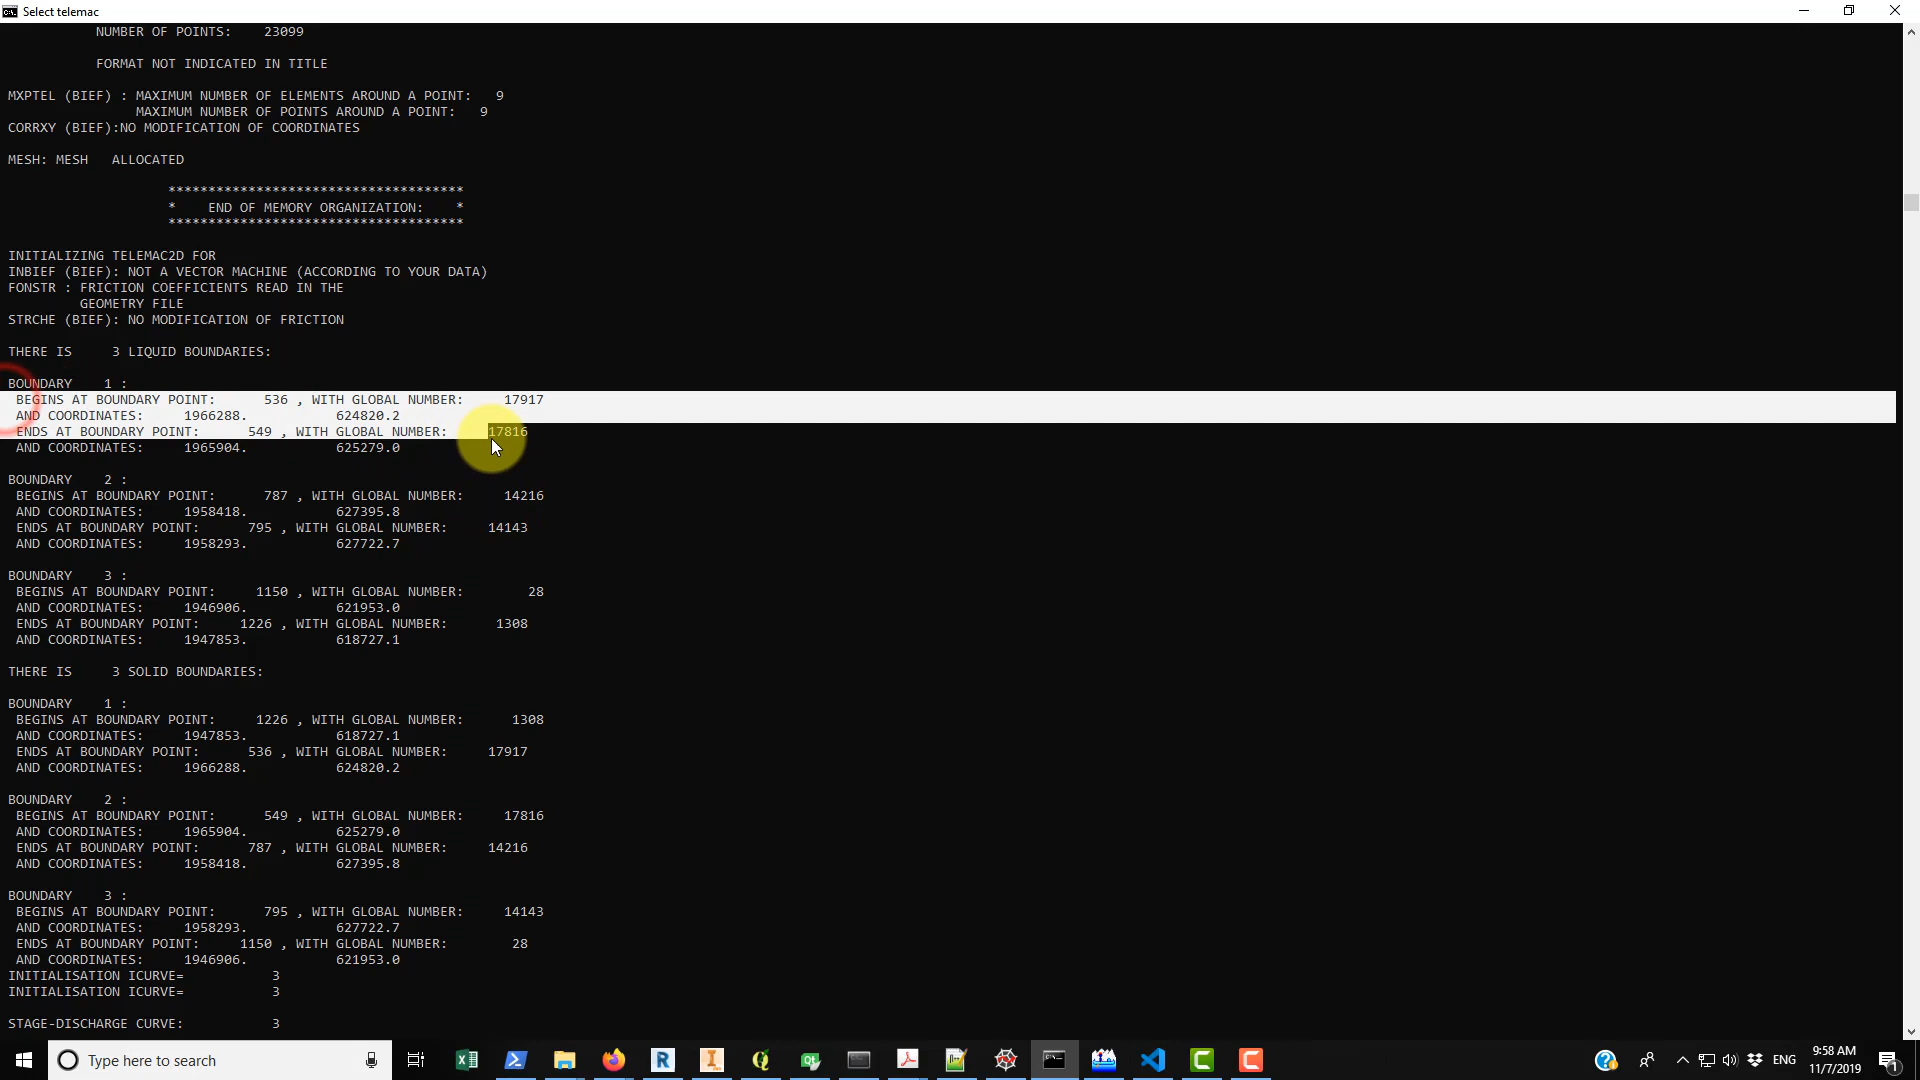 Select telemac
NUMBER OF POINTS: 23099
FORMAT NOT INDICATED IN TITLE
MXPTEL (BIEF) : MAXIMUM NUMBER OF ELEMENTS AROUND A POINT: 9
MAXIMUM NUMBER OF POINTS AROUND A POINT: 9
CORRXY (BIEF):NO MODIFICATION OF COORDINATES
MESH: MESH ALLOCATED
*************************************
* END OF MEMORY ORGANIZATION: *
*************************************
INITIALIZING TELEMAC2D FOR
INBIEF (BIEF): NOT A VECTOR MACHINE (ACCORDING TO YOUR DATA)
FONSTR : FRICTION COEFFICIENTS READ IN THE
GEOMETRY FILE
STRCHE (BIEF): NO MODIFICATION OF FRICTION
THERE IS 3 LIQUID BOUNDARIES:
BOUNDARY 1 :
BEGINS AT BOUNDARY POINT: 536 , WITH GLOBAL NUMBER: 17917
AND COORDINATES: 1966288. 624820.2
ENDS AT BOUNDARY POINT: 549 , WITH GLOBAL NUMBER: 17816
AND COORDINATES: 1965904. 625279.0
BOUNDARY 2 :
BEGINS AT BOUNDARY POINT: 787 , WITH GLOBAL NUMBER: 14216
AND COORDINATES: 1958418. 627395.8
ENDS AT BOUNDARY POINT: 795 , WITH GLOBAL NUMBER: 14143
AND COORDINATES: 1958293. 627722.7
BOUNDARY 3 :
BEGINS AT BOUNDARY POINT: 1150 , WITH GLOBAL NUMBER: 28
AND COORDINATES: 1946906. 621953.0
ENDS AT BOUNDARY POINT: 1226 , WITH GLOBAL NUMBER: 1308
AND COORDINATES: 1947853. 618727.1
THERE IS 3 SOLID BOUNDARIES:
BOUNDARY 1 :
BEGINS AT BOUNDARY POINT: 1226 , WITH GLOBAL NUMBER: 1308
AND COORDINATES: 1947853. 618727.1
ENDS AT BOUNDARY POINT: 536 , WITH GLOBAL NUMBER: 17917
AND COORDINATES: 1966288. 624820.2
BOUNDARY 2 :
BEGINS AT BOUNDARY POINT: 549 , WITH GLOBAL NUMBER: 17816
AND COORDINATES: 1965904. 625279.0
ENDS AT BOUNDARY POINT: 787 , WITH GLOBAL NUMBER: 14216
AND COORDINATES: 1958418. 627395.8
BOUNDARY 3 :
BEGINS AT BOUNDARY POINT: 795 , WITH GLOBAL NUMBER: 14143
AND COORDINATES: 1958293. 627722.7
ENDS AT BOUNDARY POINT: 1150 , WITH GLOBAL NUMBER: 28
AND COORDINATES: 1946906. 621953.0
INITIALISATION ICURVE= 3
INITIALISATION ICURVE= 3
STAGE-DISCHARGE CURVE: 3
Type here to search
ENG
9:58 AM
11/7/2019
1